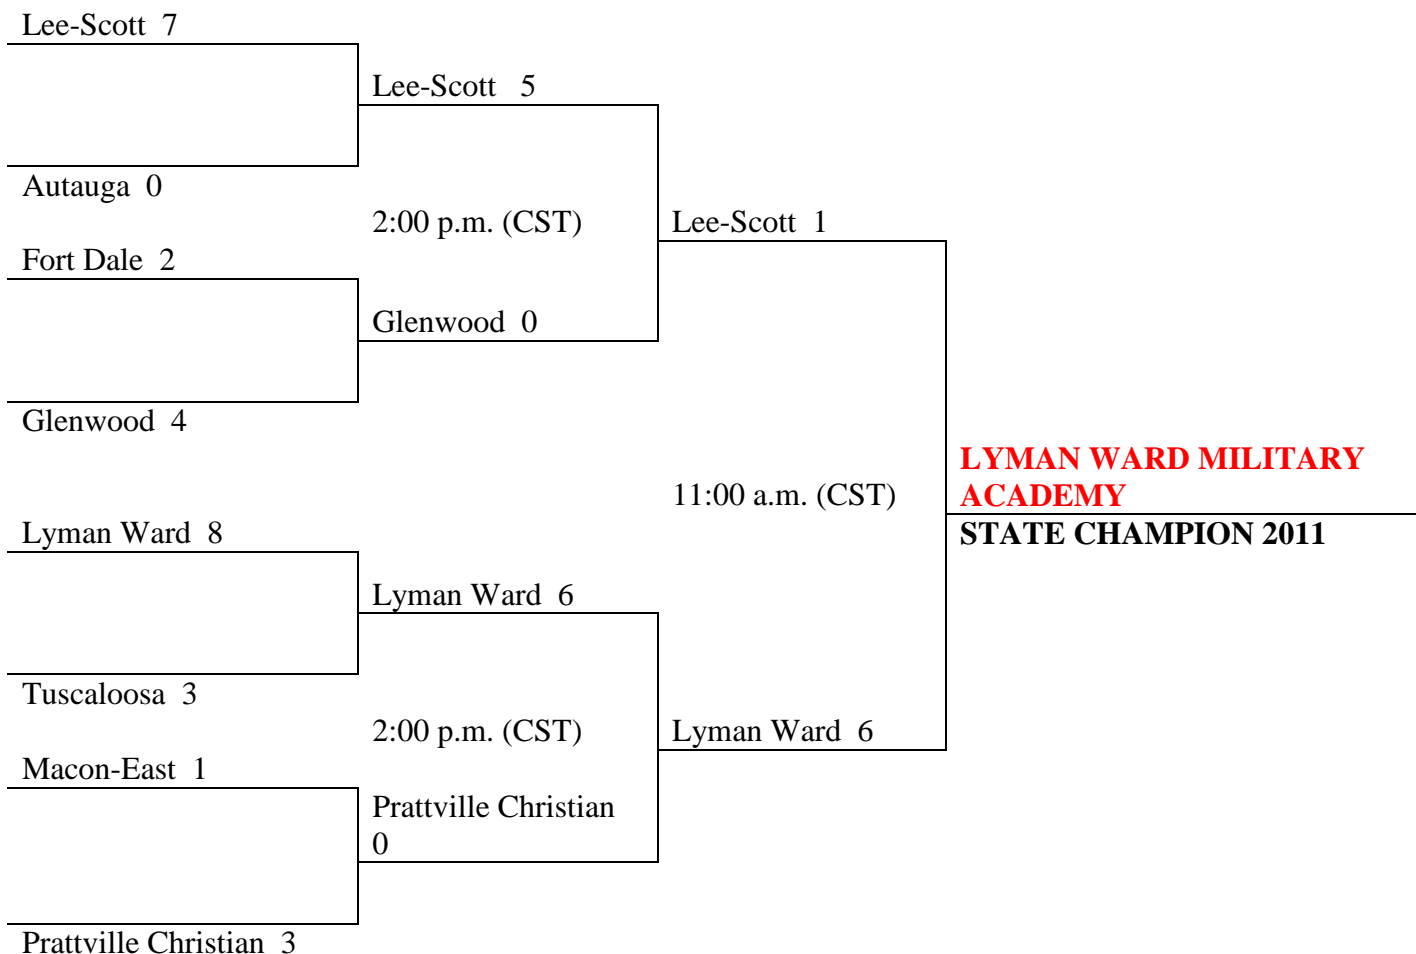 Lee-Scott 7
Lee-Scott 5
Autauga 0
2:00 p.m. (CST)
Lee-Scott 1
Fort Dale 2
Glenwood 0
Glenwood 4
LYMAN WARD MILITARY
ACADEMY
11:00 a.m. (CST)
STATE CHAMPION 2011
Lyman Ward 8
Lyman Ward 6
Tuscaloosa 3
2:00 p.m. (CST)
Lyman Ward 6
Macon-East 1
Prattville Christian
0
Prattville Christian 3